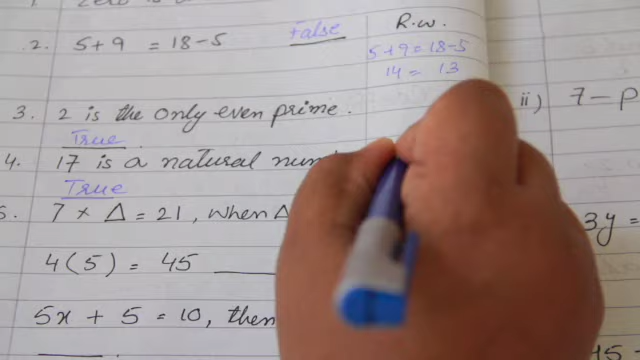 2. 5+9 = 18-5 False
R.W.
5+9=18-5
14 = 13
3. 2 is the only even prime.
True
4. 17 is a natural
True
7 × Δ = 21, when Δ
4(5) = 45
5x + 5 = 10, then
ii) 7 - P
3y =